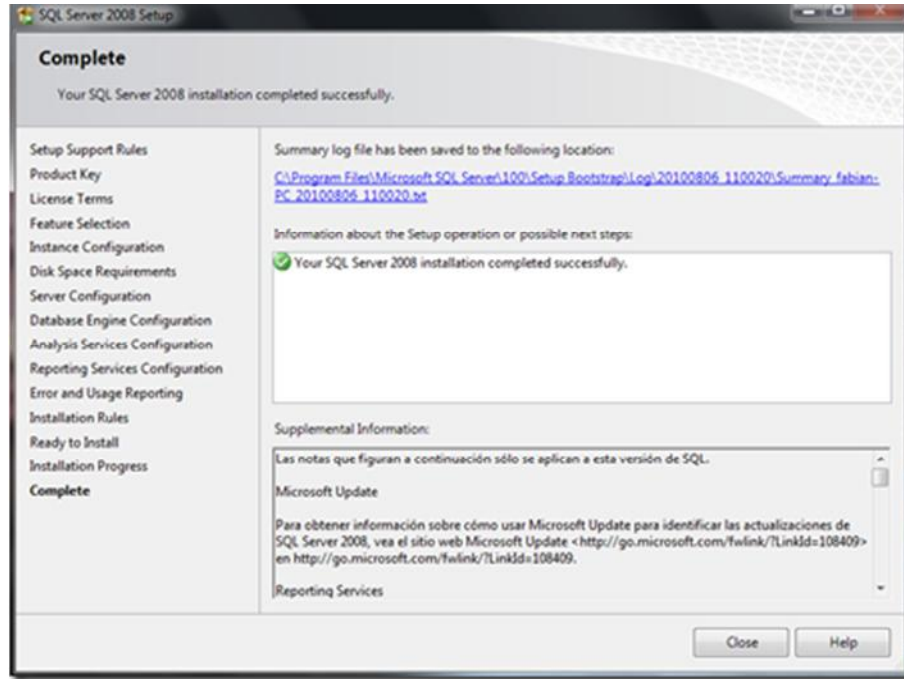 SQL Server 2008 Setup
Complete
Your SQL Server 2008 installation completed successfully.
Setup Support Rules
Product Key
License Terms
Feature Selection
Instance Configuration
Disk Space Requirements
Server Configuration
Database Engine Configuration
Analysis Services Configuration
Reporting Services Configuration
Error and Usage Reporting
Installation Rules
Ready to Install
Installation Progress
Complete
Summary log file has been saved to the following location:
C:\Program Files\Microsoft SQL Server\100\Setup Bootstrap\Log\20100806_110020\Summary_fabian-
PC_20100806_110020.txt
Information about the Setup operation or possible next steps:
Your SQL Server 2008 installation completed successfully.
Supplemental Information:
Las notas que figuran a continuación sólo se aplican a esta versión de SQL.
Microsoft Update
Para obtener información sobre cómo usar Microsoft Update para identificar las actualizaciones de
SQL Server 2008, vea el sitio web Microsoft Update <http://go.microsoft.com/fwlink/?LinkId=108409>
en http://go.microsoft.com/fwlink/?LinkId=108409.
Reporting Services
Close
Help